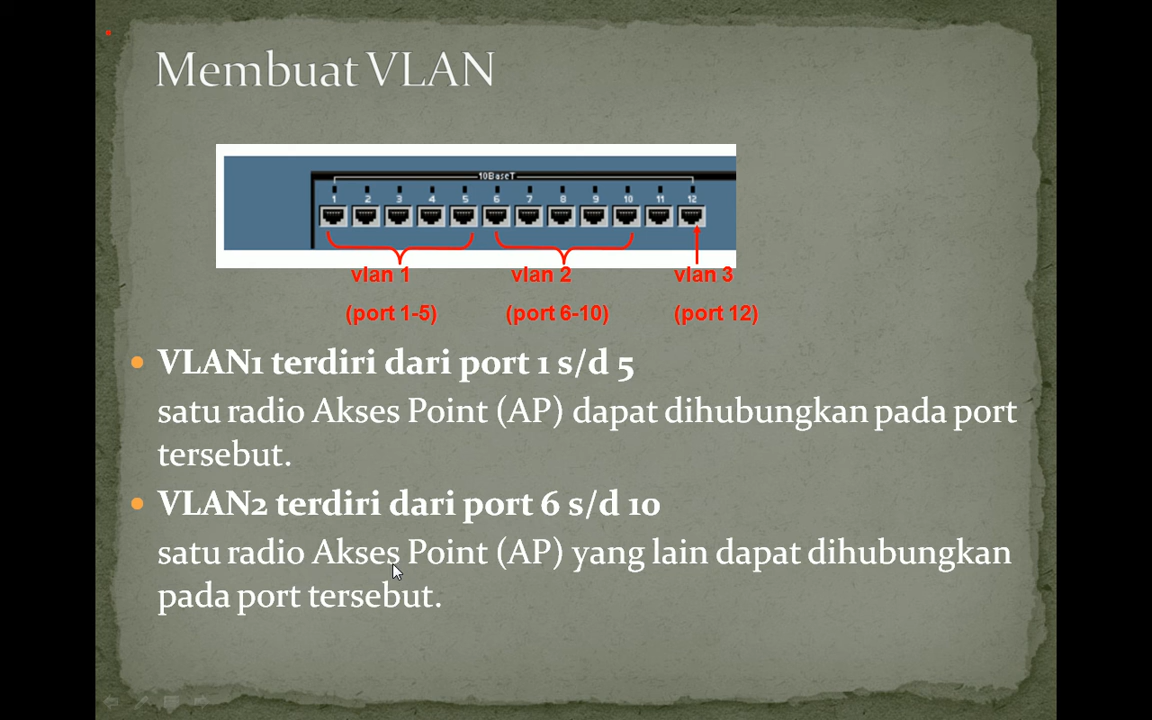 Membuat VLAN
10BaseT
1 2 3 4 5 6 7 8 9 10 11 12
vlan 1 vlan 2 vlan 3
(port 1-5) (port 6-10) (port 12)
VLAN1 terdiri dari port 1 s/d 5
satu radio Akses Point (AP) dapat dihubungkan pada port
tersebut.
VLAN2 terdiri dari port 6 s/d 10
satu radio Akses Point (AP) yang lain dapat dihubungkan
pada port tersebut.